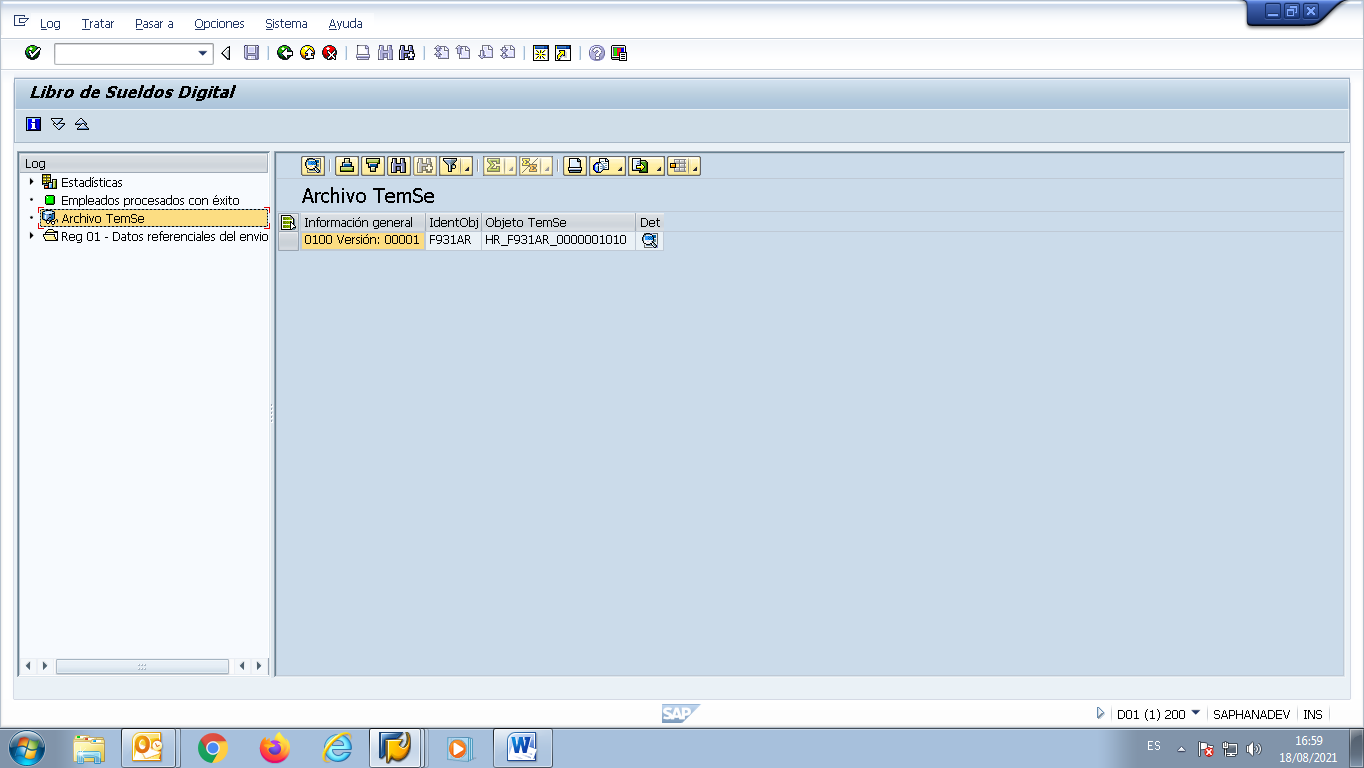 Log Tratar Pasar a Opciones Sistema Ayuda
Libro de Sueldos Digital
Log
Estadísticas
Empleados procesados con éxito
Archivo TemSe
Reg 01 - Datos referenciales del envio
Archivo TemSe
Información general IdentObj Objeto TemSe Det
0100 Versión: 00001 F931AR HR_F931AR_0000001010
SAP
D01 (1) 200 SAPHANADEV INS
ES
16:59
18/08/2021